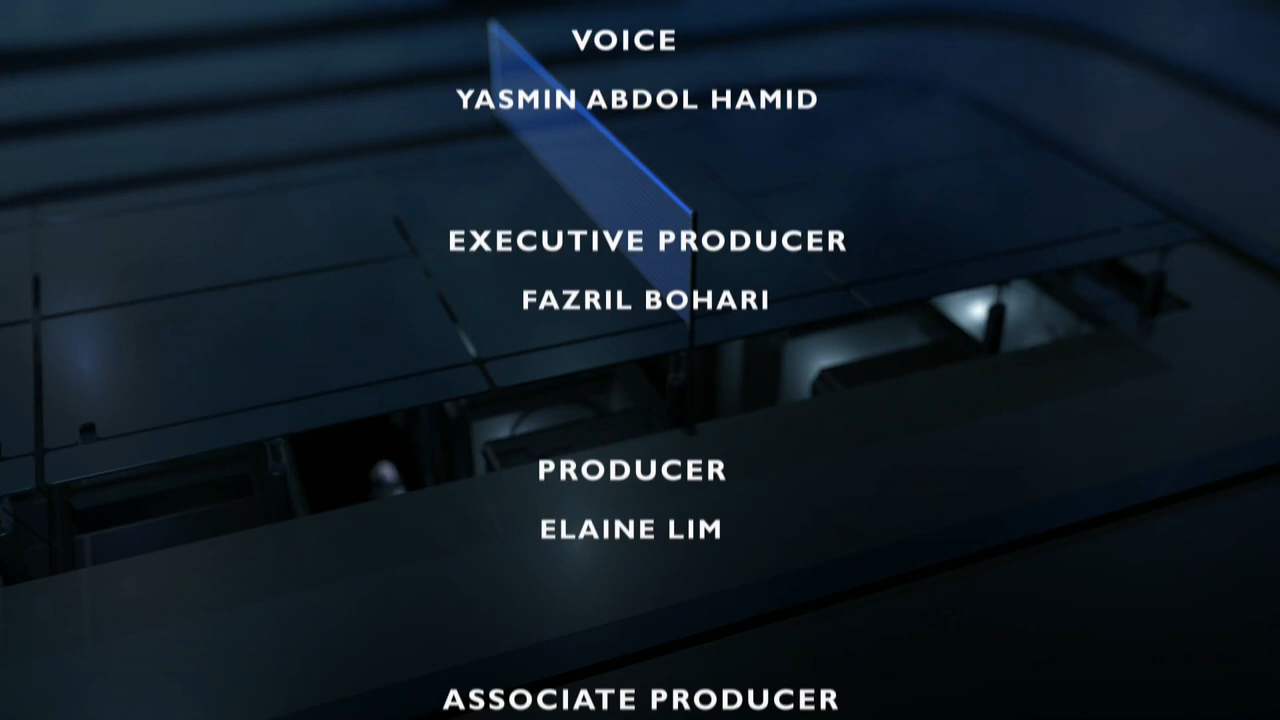 VOICE
YASMIN ABDOL HAMID
EXECUTIVE PRODUCER
FAZRIL BOHARI
PRODUCER
ELAINE LIM
ASSOCIATE PRODUCER